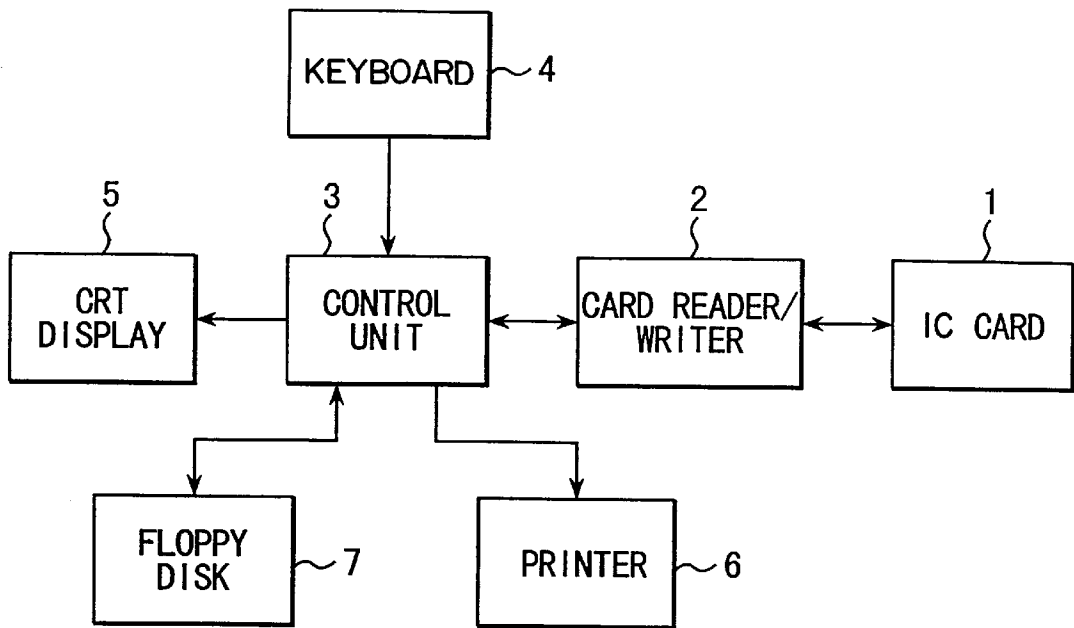 KEYBOARD
4
5
3
2
1
CRT
DISPLAY
CONTROL
UNIT
CARD READER/
WRITER
IC CARD
FLOPPY
DISK
7
PRINTER
6